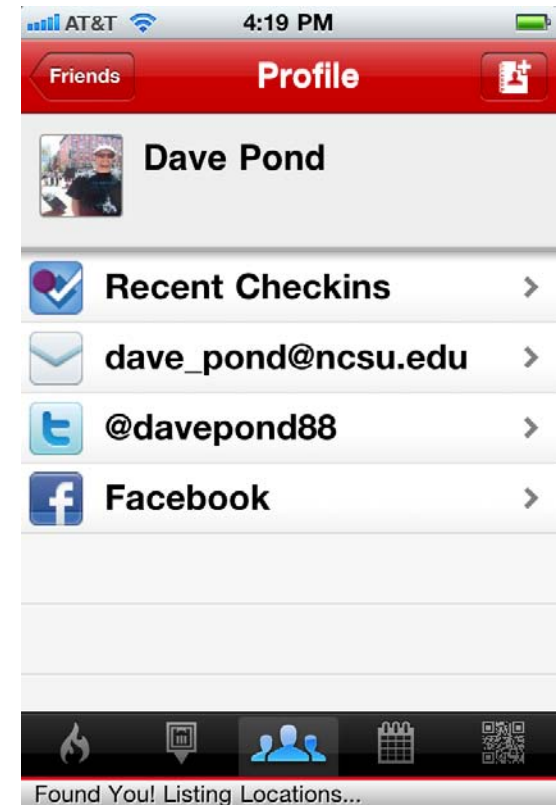 AT&T 4:19 PM
Friends Profile
Dave Pond
Recent Checkins
dave_pond@ncsu.edu
@davepond88
Facebook
Found You! Listing Locations...